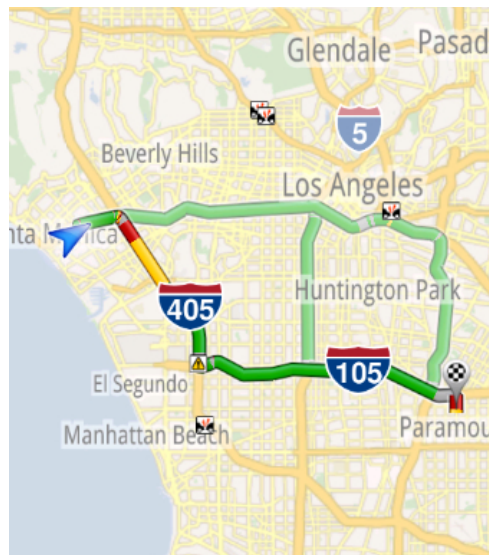 Glendale
Pasad
5
Beverly Hills
Los Angeles
nta Monica
405
Huntington Park
105
El Segundo
Manhattan Beach
Paramou